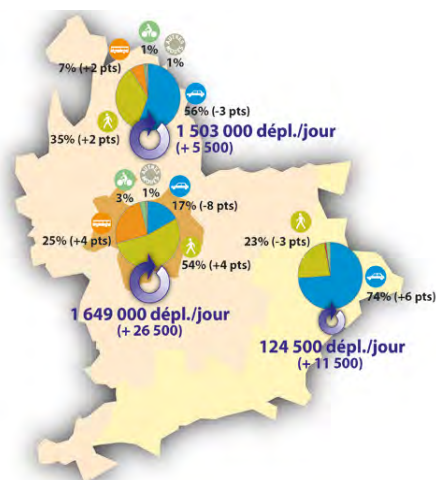 1%
AUTRES MODES
1%
7% (+2 pts)
56% (-3 pts)
35% (+2 pts)
1 503 000 dépl./jour
(+ 5 500)
3%
1%
17% (-8 pts)
25% (+4 pts)
54% (+4 pts)
1 649 000 dépl./jour
(+ 26 500)
23% (-3 pts)
74% (+6 pts)
124 500 dépl./jour
(+ 11 500)